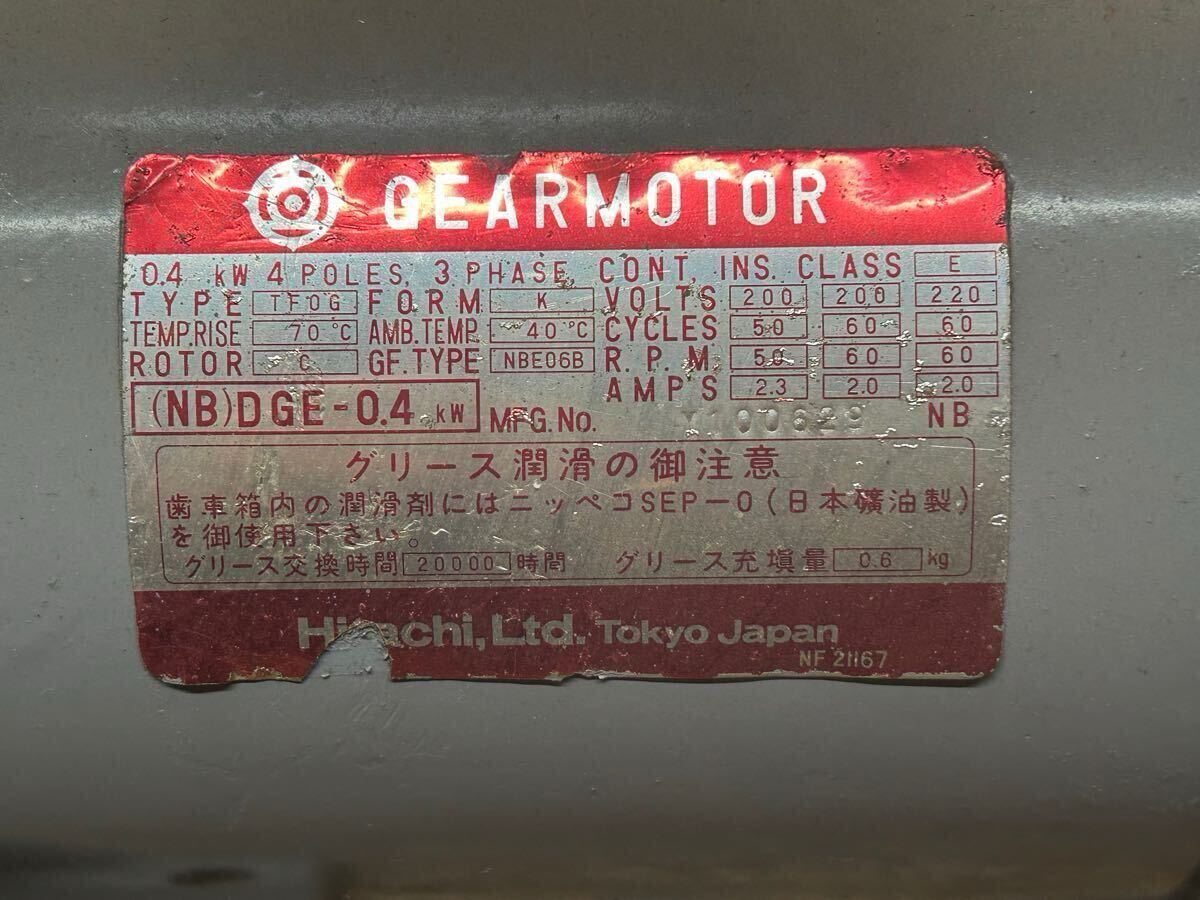 GEARMOTOR
0.4 kW 4 POLES, 3 PHASE, CONT, INS. CLASS E
TYPE TFOG FORM K VOLTS 200 200 220
TEMP.RISE 70 °C AMB.TEMP. 40 °C CYCLES 50 60 60
ROTOR C GF.TYPE NBE06B R.P.M. 50 60 60
AMPS 2.3 2.0 2.0
(NB)DGE-0.4 kW MFG.No. Y100629 NB
グリース潤滑の御注意
歯車箱内の潤滑剤にはニッペコSEP-0(日本礦油製)
を御使用下さい。
グリース交換時間 20000 時間 グリース充塡量 0.6 kg
Hitachi, Ltd. Tokyo Japan
NF 21167